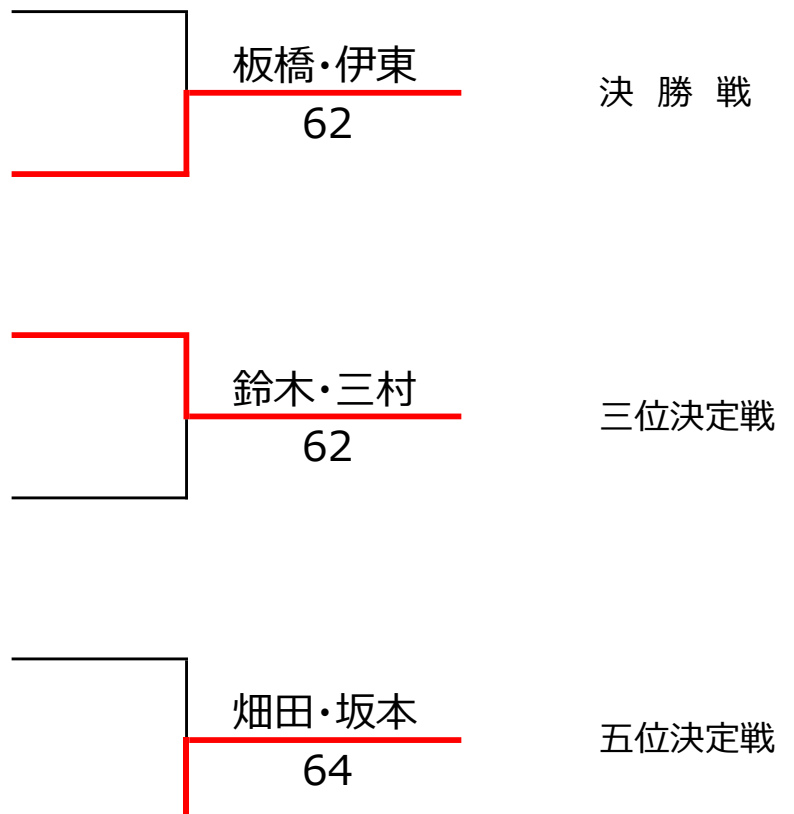 板橋・伊東
62
決 勝 戦
鈴木・三村
62
三位決定戦
畑田・坂本
64
五位決定戦